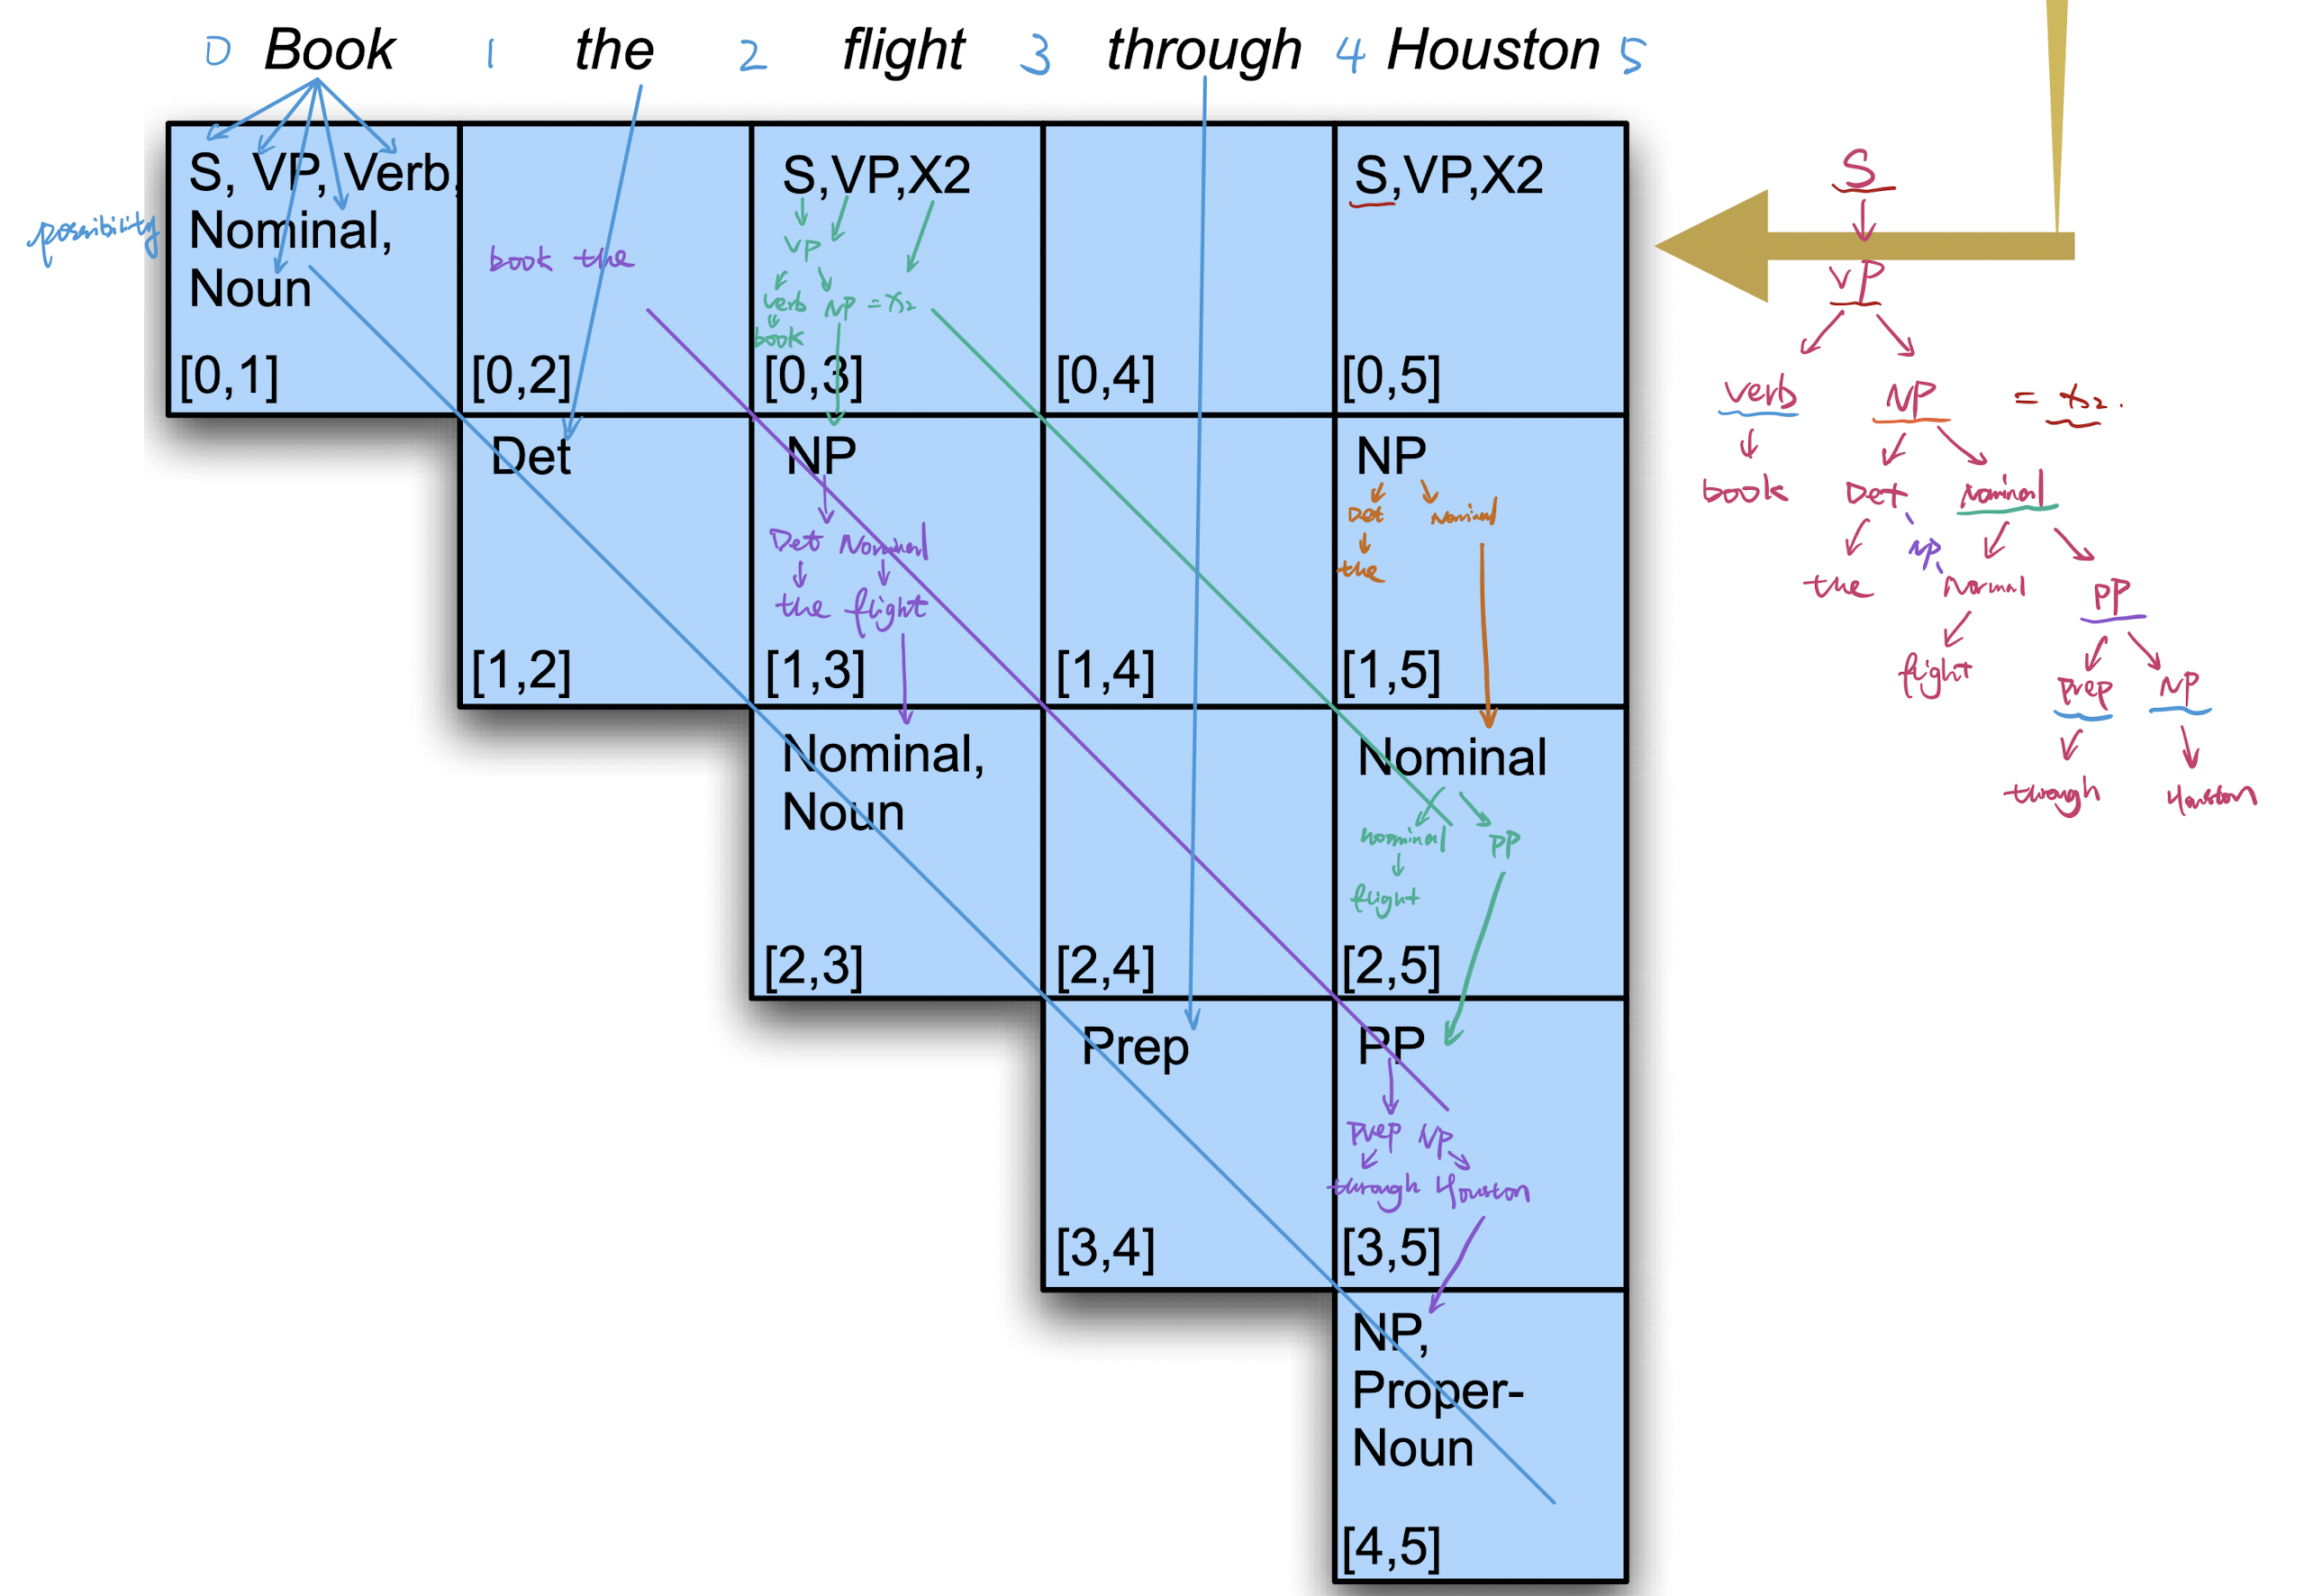 0 Book 1 the 2 flight 3 through 4 Houston 5
S, VP, Verb,
Nominal,
Noun
[0,1]
possibility
book the
[0,2]
S,VP,X2
VP
verb NP = X2
book
[0,3]
[0,4]
S,VP,X2
[0,5]
Det
[1,2]
NP
Det Nominal
the flight
[1,3]
[1,4]
NP
Det Nominal
the
[1,5]
Nominal,
Noun
[2,3]
[2,4]
Nominal
nominal PP
flight
[2,5]
Prep
[3,4]
PP
Prep NP
through Houston
[3,5]
NP,
Proper-
Noun
[4,5]
S
VP
verb NP = X2.
book Det Nominal
NP
the Nominal PP
flight prep NP
through Houston